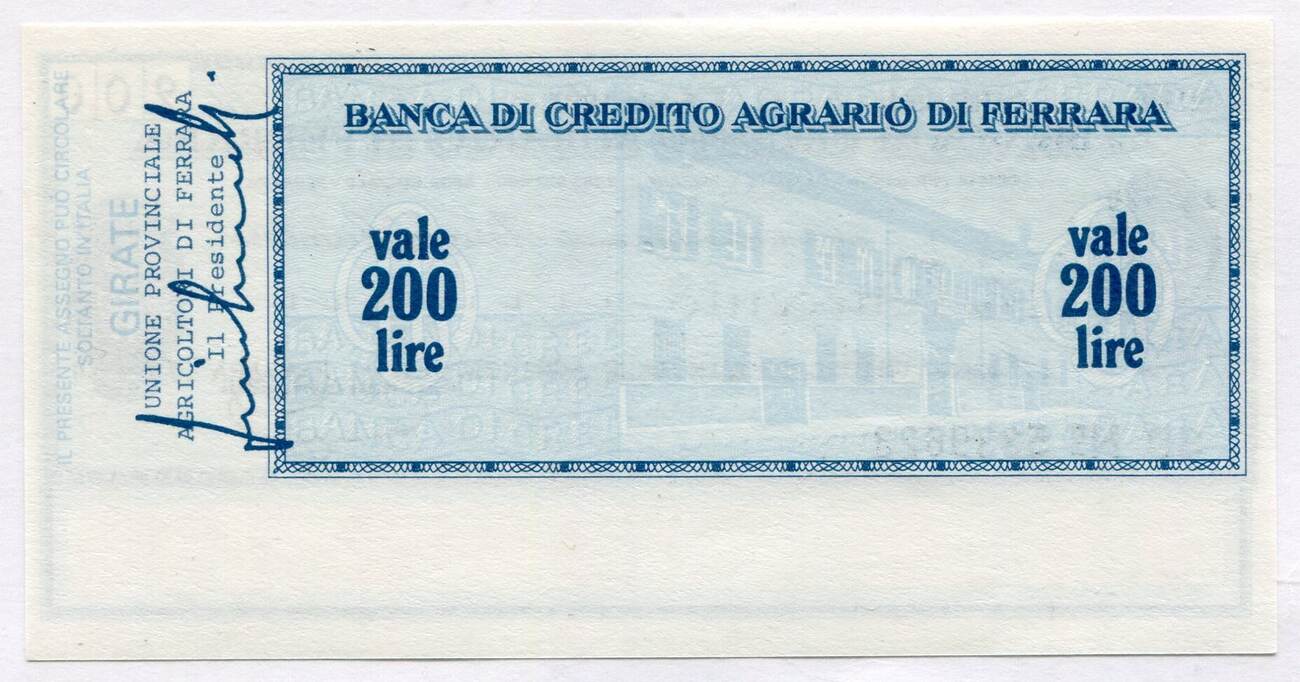 BANCA DI CREDITO AGRARIO DI FERRARA
vale
200
lire
vale
200
lire
IL PRESENTE ASSEGNO PUÒ CIRCOLARE
SOLTANTO IN ITALIA
GIRATE
UNIONE PROVINCIALE
AGRICOLTORI DI FERRARA
Il Presidente